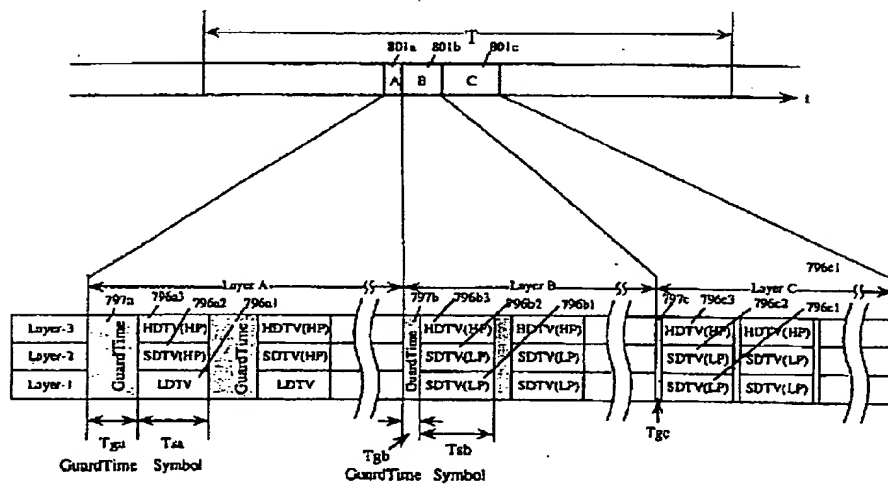 T
801a 801b 801c
A B C
t
796c1
Layer A Layer B Layer C
797a 796a3 796a2 796a1 797b 796b3 796b2 796b1 797c 796c3 796c2 796c1
Layer-3 GuardTime HDTV(HP) GuardTime HDTV(HP) GuardTime HDTV(HP) HDTV(HP) HDTV(HP) HDTV(HP)
Layer-2 SDTV(HP) SDTV(HP) SDTV(LP) SDTV(LP) SDTV(LP) SDTV(LP)
Layer-1 LDTV LDTV SDTV(LP) SDTV(LP) SDTV(LP) SDTV(LP)
Tga Tsa Tgb Tsb Tgc
GuardTime Symbol GuardTime Symbol